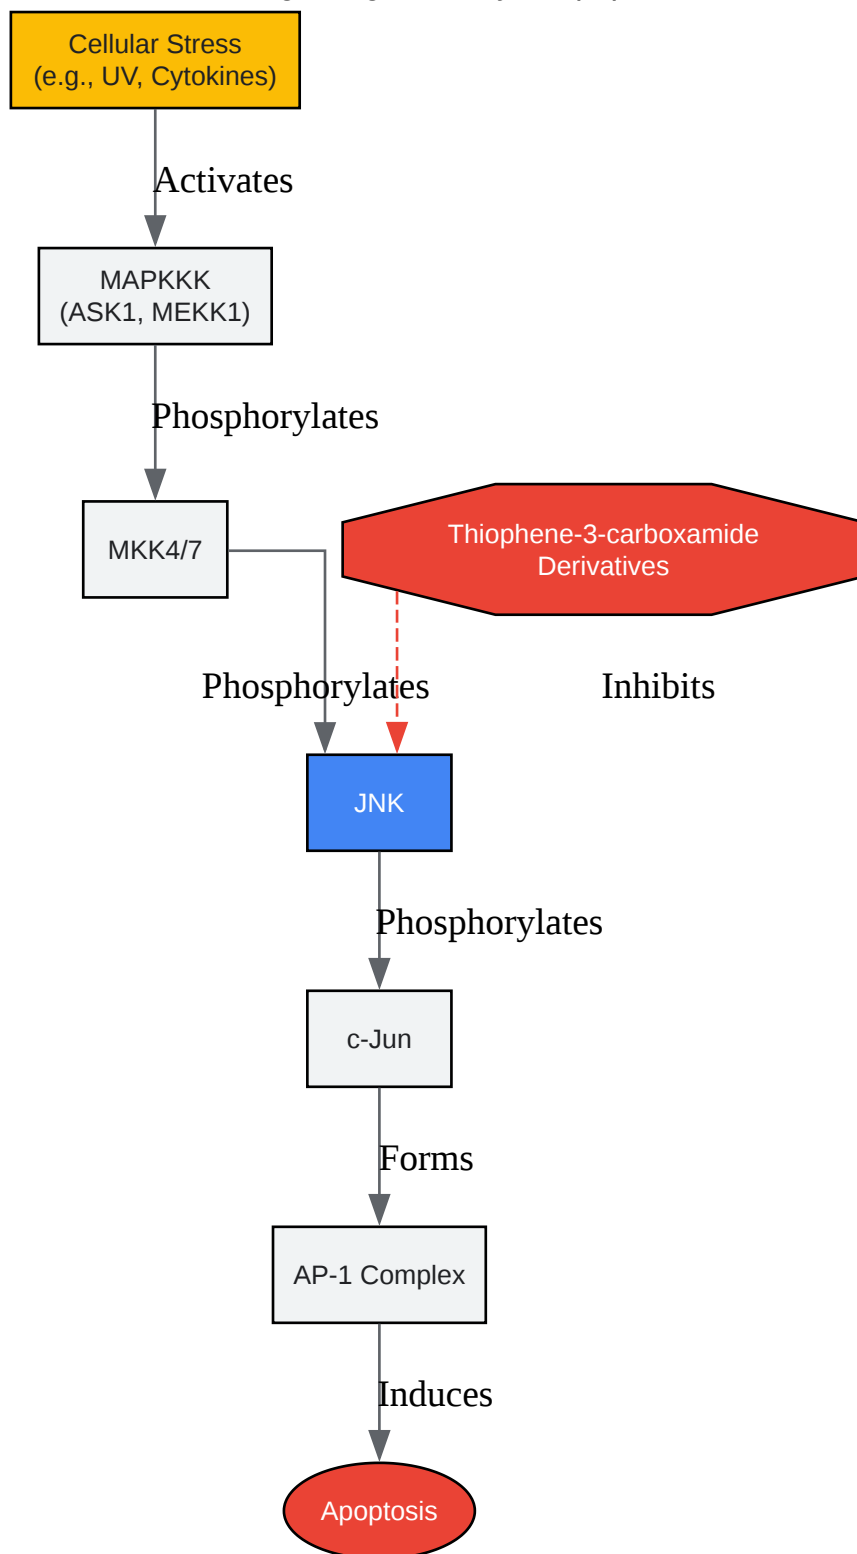 Cellular Stress
(e.g., UV, Cytokines)
Activates
MAPKKK
(ASK1, MEKK1)
Phosphorylates
MKK4/7
Thiophene-3-carboxamide
Derivatives
Phosphorylates
Inhibits
JNK
Phosphorylates
c-Jun
Forms
AP-1 Complex
Induces
Apoptosis